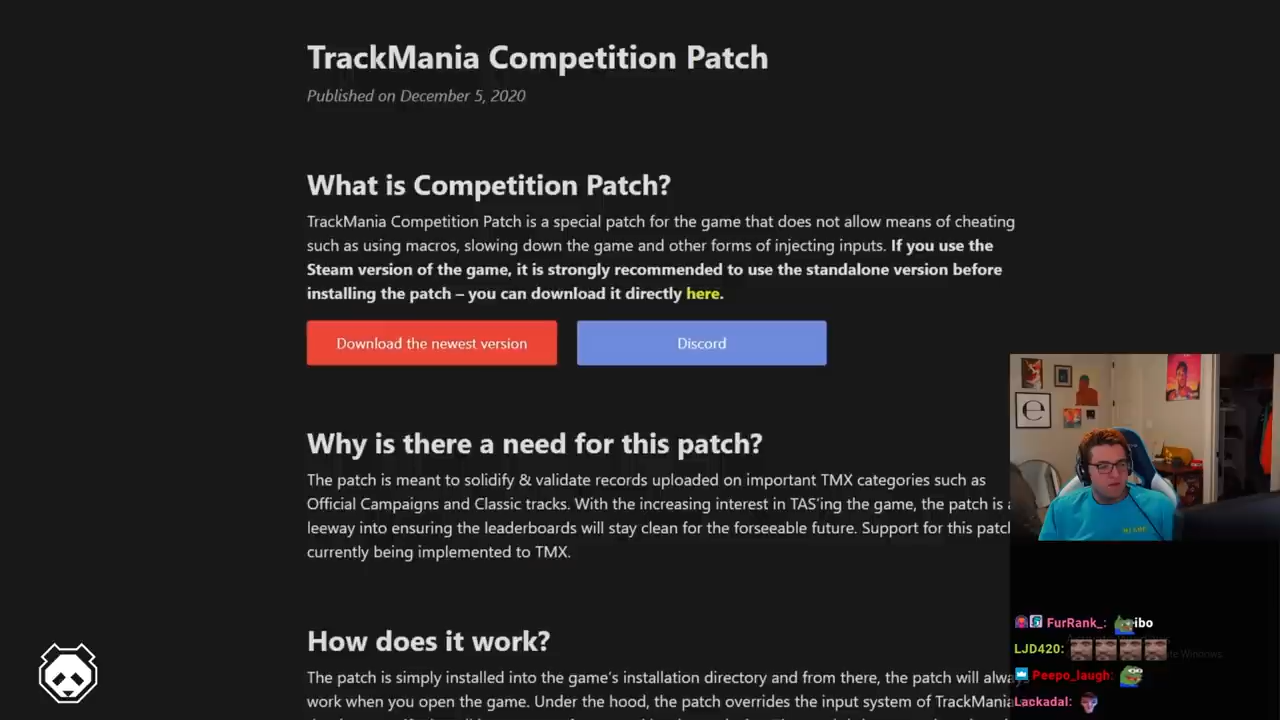 TrackMania Competition Patch
Published on December 5, 2020
What is Competition Patch?
TrackMania Competition Patch is a special patch for the game that does not allow means of cheating
such as using macros, slowing down the game and other forms of injecting inputs. If you use the
Steam version of the game, it is strongly recommended to use the standalone version before
installing the patch – you can download it directly here.
Download the newest version
Discord
Why is there a need for this patch?
The patch is meant to solidify & validate records uploaded on important TMX categories such as
Official Campaigns and Classic tracks. With the increasing interest in TAS'ing the game, the patch is
leeway into ensuring the leaderboards will stay clean for the forseeable future. Support for this
currently being implemented to TMX.
How does it work?
The patch is simply installed into the game's installation directory and from there, the patch will
work when you open the game. Under the hood, the patch overrides the input system of TrackMania
e
FurRank_: ibo
LJD420:
Peepo_laugh:
Lackadal: